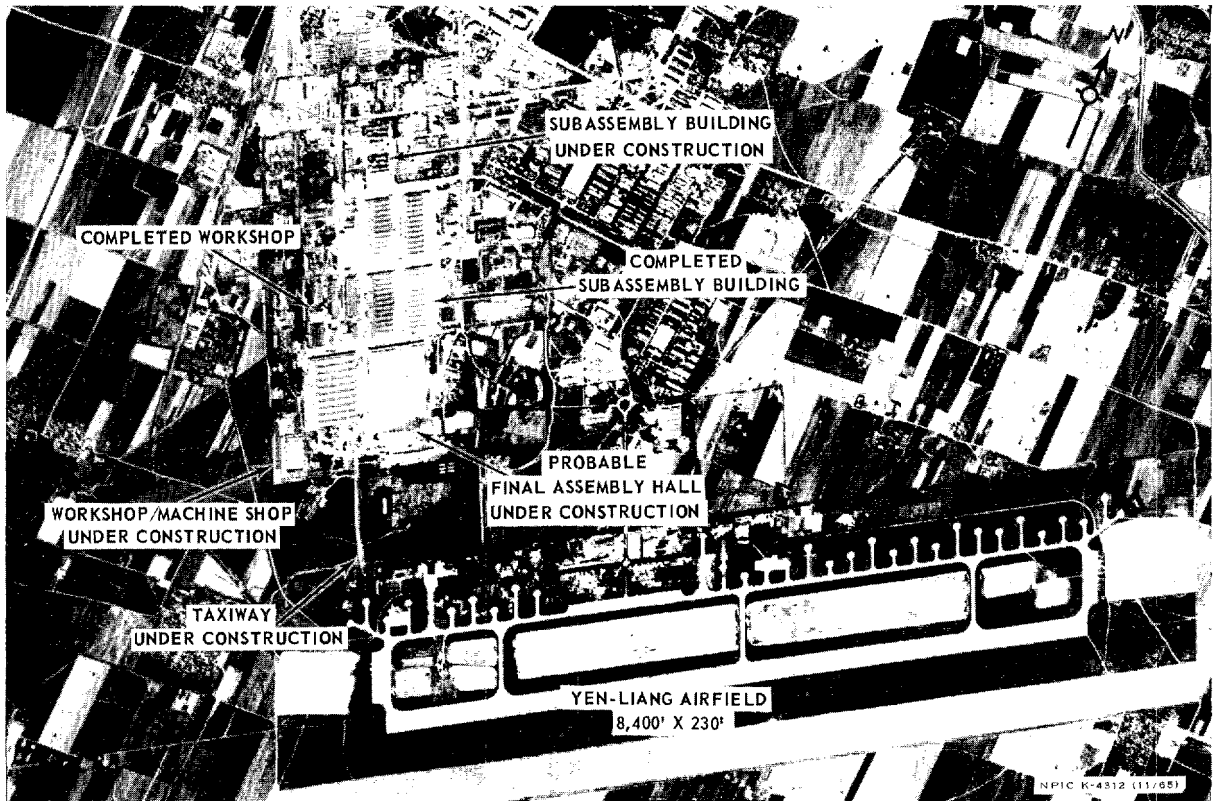 N
SUBASSEMBLY BUILDING
UNDER CONSTRUCTION
COMPLETED WORKSHOP
COMPLETED
SUBASSEMBLY BUILDING
PROBABLE
FINAL ASSEMBLY HALL
UNDER CONSTRUCTION
WORKSHOP/MACHINE SHOP
UNDER CONSTRUCTION
TAXIWAY
UNDER CONSTRUCTION
YEN-LIANG AIRFIELD
8,400' X 230'
NPIC K-4312 (11/65)